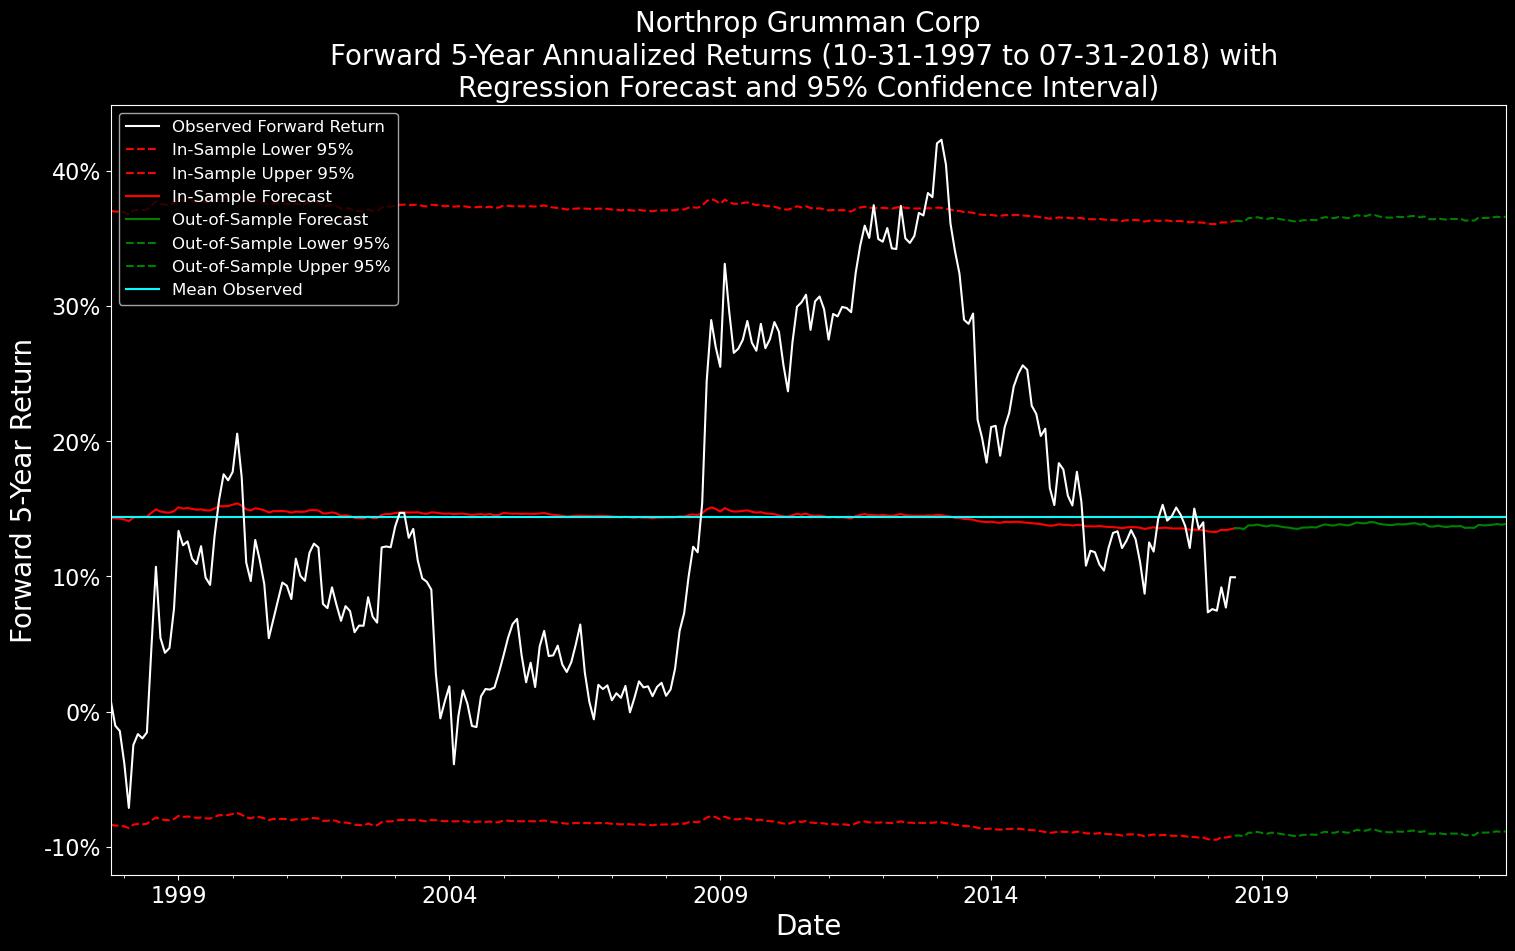 Northrop Grumman Corp
Forward 5-Year Annualized Returns (10-31-1997 to 07-31-2018) with
Regression Forecast and 95% Confidence Interval)
Observed Forward Return
In-Sample Lower 95%
In-Sample Upper 95%
In-Sample Forecast
Out-of-Sample Forecast
Out-of-Sample Lower 95%
Out-of-Sample Upper 95%
Mean Observed
Forward 5-Year Return
40%
30%
20%
10%
0%
-10%
1999
2004
2009
2014
2019
Date